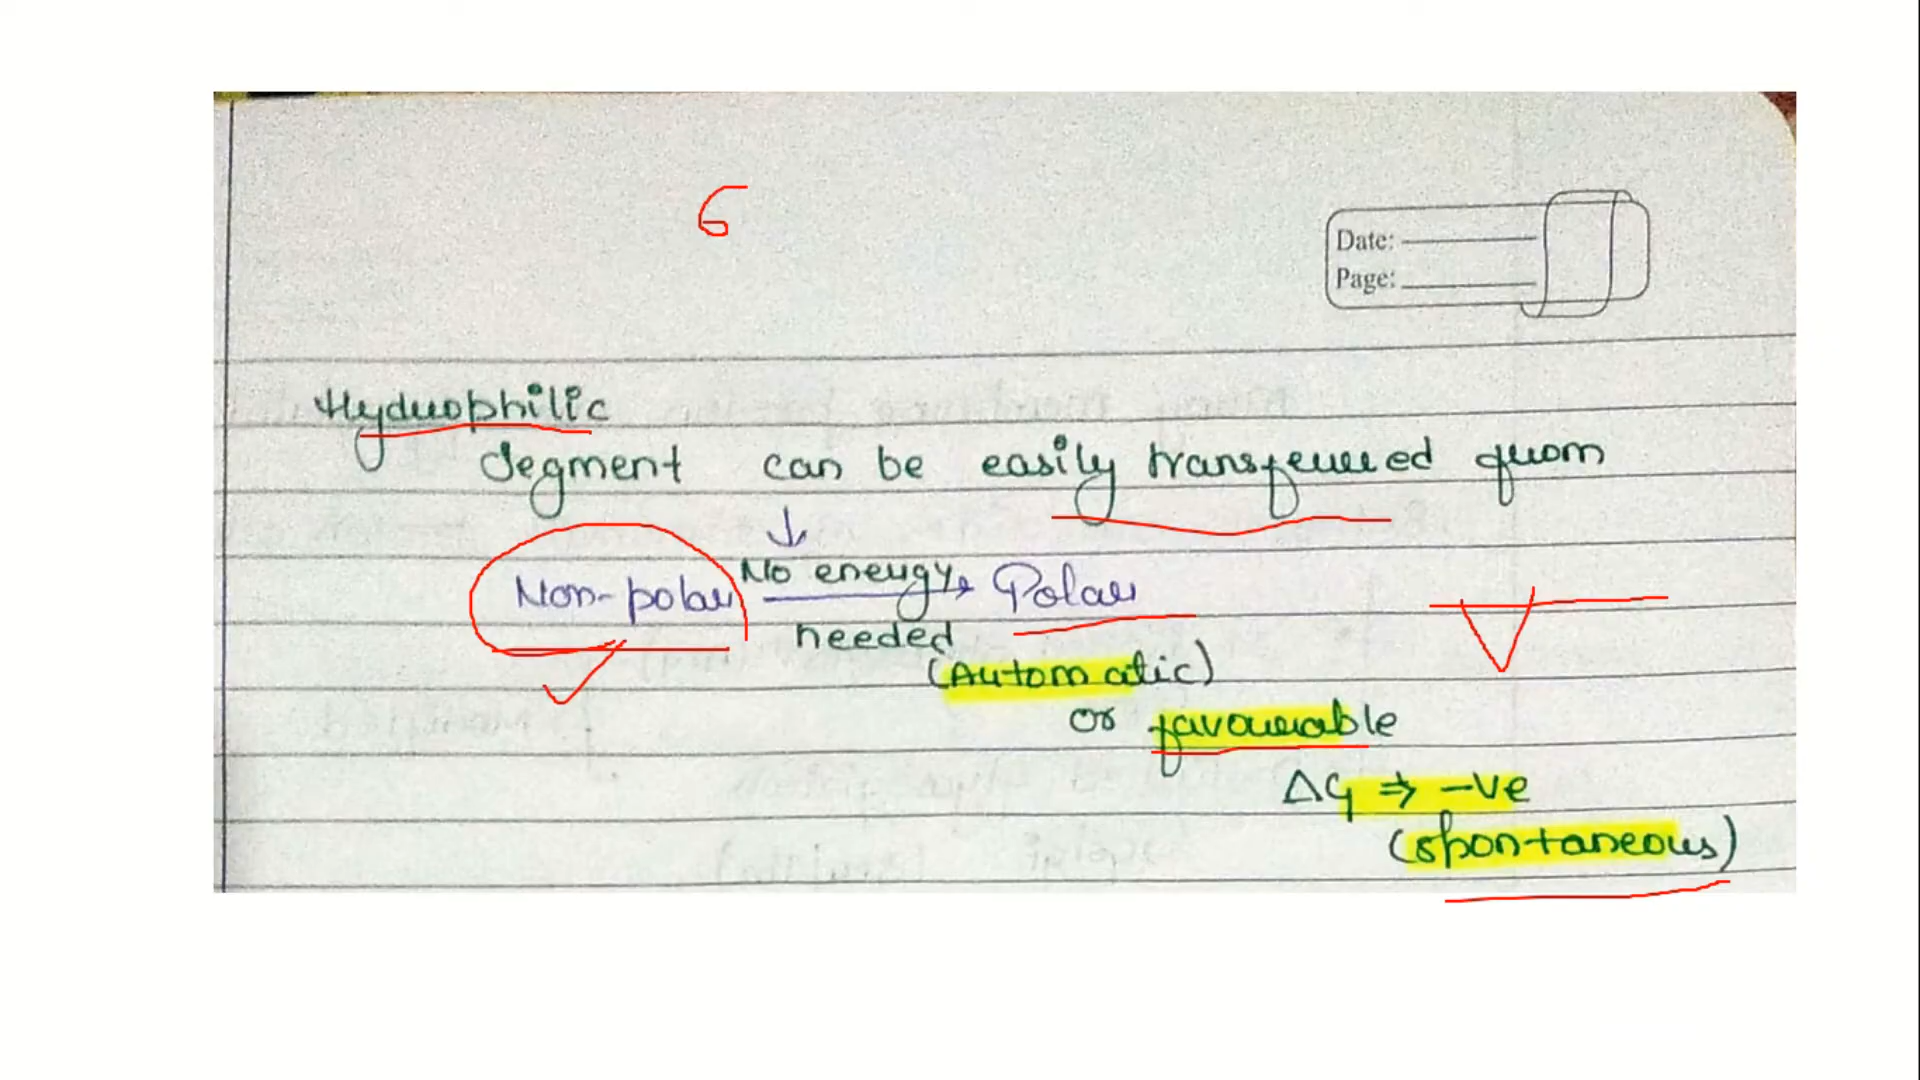 6
Date:
Page:
Hydrophilic
segment can be easily transferred from
Non-polar No energy needed → Polar
(Automatic)
or favourable
ΔG ⇒ -ve
(spontaneous)